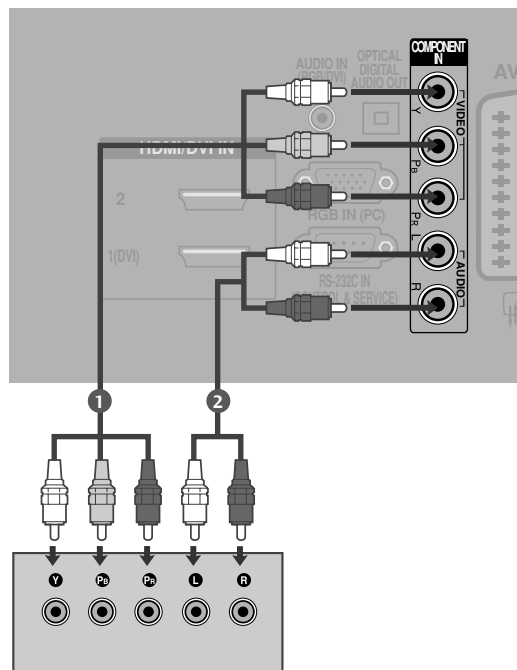 COMPONENT
IN
AUDIO IN
(RGB/DVI)
OPTICAL
DIGITAL
AUDIO OUT
AV
VIDEO
Y
PB
PR
AUDIO
L
R
HDMI/DVI IN
2
1(DVI)
RGB IN (PC)
RS-232C IN
(CONTROL & SERVICE)
1
2
Y
PB
PR
L
R